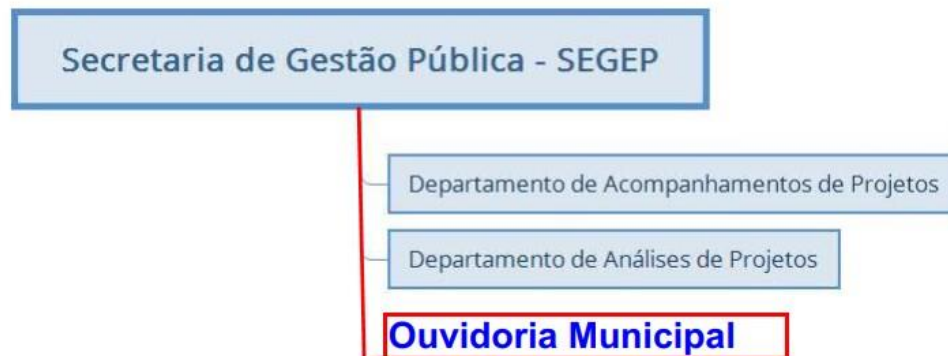 Secretaria de Gestão Pública - SEGEP
Departamento de Acompanhamentos de Projetos
Departamento de Análises de Projetos
Ouvidoria Municipal